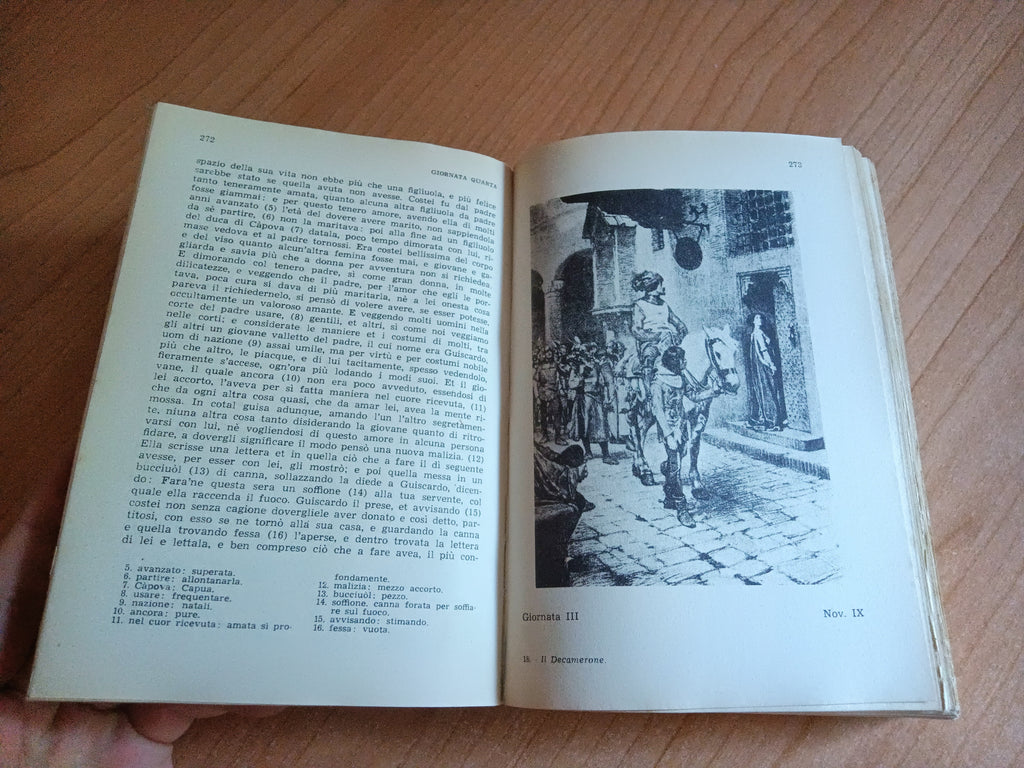 272
GIORNATA QUARTA
spazio della sua vita non ebbe più che una figliuola, e più felice
sarebbe stato se quella avuta non avesse. Costei fu dal padre
tanto teneramente amata, quanto alcuna altra figliuola da padre
fosse giammai: e per questo tenero amore, avendo ella di molti
anni avanzato (5) l'età del dovere avere marito, non sappiendola
da sé partire, (6) non la maritava: poi alla fine ad un figliuolo
del duca di Càpova (7) datala, poco tempo dimorata con lui, ri-
mase vedova et al padre tornossi. Era costei bellissima del corpo
e del viso quanto alcun'altra femina fosse mai, e giovane e ga-
gliarda e savia più che a donna per avventura non si richiedea.
E dimorando col tenero padre, sì come gran donna, in molte
dilicatezze, e veggendo che il padre, per l'amor che egli le por-
tava, poca cura si dava di più maritarla, né a lei onesta cosa
pareva il richiedernelo, si pensò di volere avere, se esser potesse,
occultamente un valoroso amante. E veggendo molti uomini nella
corte del padre usare, (8) gentili, et altri, sì come noi veggiamo
nelle corti; e considerate le maniere et i costumi di molti, tra
gli altri un giovane valletto del padre, il cui nome era Guiscardo,
uom di nazione (9) assai umile, ma per virtù e per costumi nobile
più che altro, le piacque, e di lui tacitamente, spesso vedendolo,
fieramente s'accese, ogn'ora più lodando i modi suoi. Et il gio-
vane, il quale ancora (10) non era poco avveduto, essendosi di
lei accorto, l'aveva per sì fatta maniera nel cuore ricevuta, (11)
che da ogni altra cosa quasi, che da amar lei, avea la mente ri-
mossa. In cotal guisa adunque, amando l'un l'altro segretamen-
te, niuna altra cosa tanto disiderando la giovane quanto di ritro-
varsi con lui, né vogliendosi di questo amore in alcuna persona
fidare, a dovergli significare il modo pensò una nuova malizia. (12)
Ella scrisse una lettera et in quella ciò che a fare il dì seguente
avesse, per esser con lei, gli mostrò; e poi quella messa in un
bucciuòl (13) di canna, sollazzando la diede a Guiscardo, dicen-
do: Fara'ne questa sera un soffione (14) alla tua servente, col
quale ella raccenda il fuoco. Guiscardo il prese, et avvisando (15)
costei non senza cagione dovergliele aver donato e così detto, par-
titosi, con esso se ne tornò alla sua casa, e guardando la canna
e quella trovando fessa (16) l'aperse, e dentro trovata la lettera
di lei e lettala, e ben compreso ciò che a fare avea, il più con-
5. avanzato: superata.
6. partire: allontanarla.
7. Càpova: Capua.
8. usare: frequentare.
9. nazione: natali.
10. ancora: pure.
11. nel cuor ricevuta: amata sì pro-
fondamente.
12. malizia: mezzo accorto.
13. bucciuòl: pezzo.
14. soffione, canna forata per soffia-
re sul fuoco.
15. avvisando: stimando.
16. fessa: vuota.
273
Giornata III
Nov. IX
18. - Il Decamerone.